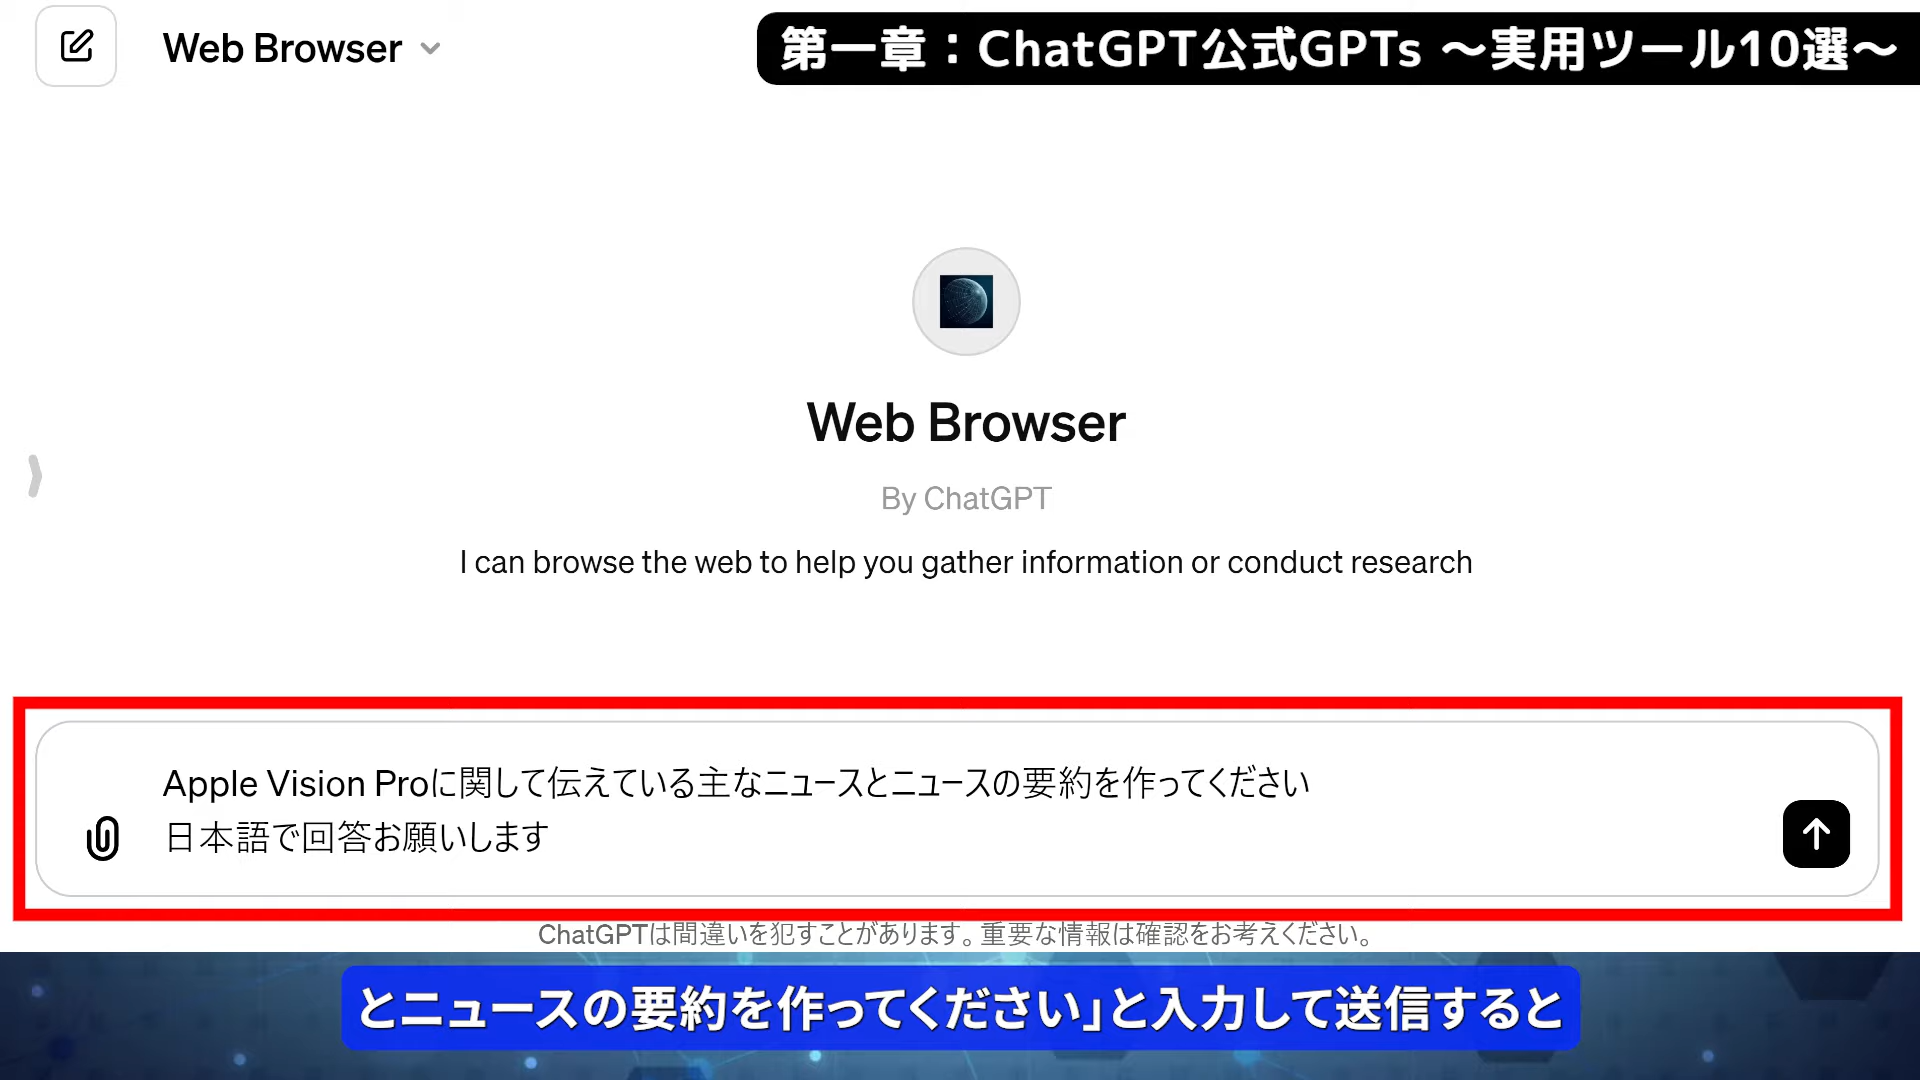 Web Browser
第一章：ChatGPT公式GPTs ～実用ツール10選～
Web Browser
By ChatGPT
I can browse the web to help you gather information or conduct research
Apple Vision Proに関して伝えている主なニュースとニュースの要約を作ってください
日本語で回答お願いします
ChatGPTは間違いを犯すことがあります。重要な情報は確認をお考えください。
とニュースの要約を作ってください」と入力して送信すると